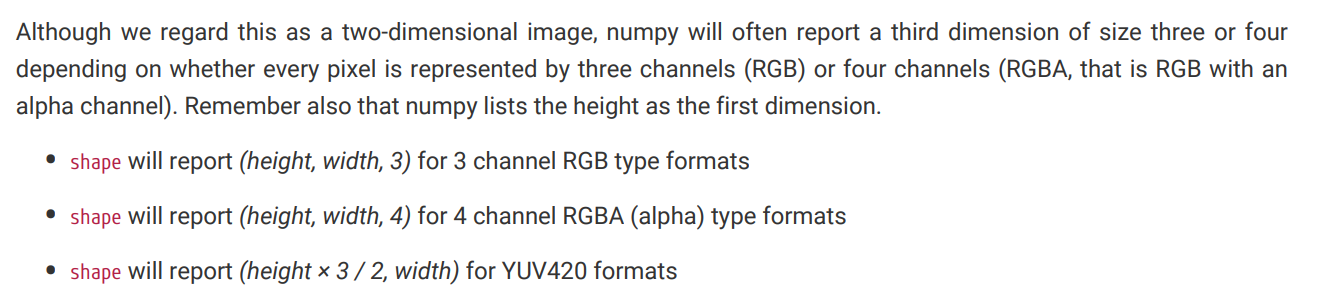 Although we regard this as a two-dimensional image, numpy will often report a third dimension of size three or four
depending on whether every pixel is represented by three channels (RGB) or four channels (RGBA, that is RGB with an
alpha channel). Remember also that numpy lists the height as the first dimension.
• shape will report (height, width, 3) for 3 channel RGB type formats
• shape will report (height, width, 4) for 4 channel RGBA (alpha) type formats
• shape will report (height × 3 / 2, width) for YUV420 formats